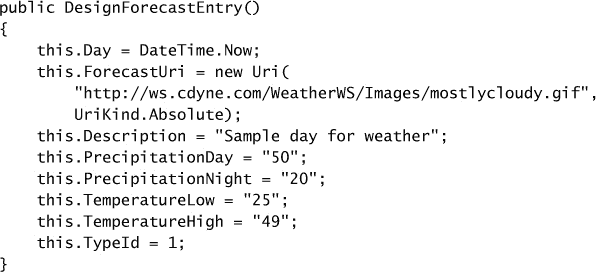 public DesignForecastEntry()
{
    this.Day = DateTime.Now;
    this.ForecastUri = new Uri(
        "http://ws.cdyne.com/WeatherWS/Images/mostlycloudy.gif",
        UriKind.Absolute);
    this.Description = "Sample day for weather";
    this.PrecipitationDay = "50";
    this.PrecipitationNight = "20";
    this.TemperatureLow = "25";
    this.TemperatureHigh = "49";
    this.TypeId = 1;
}